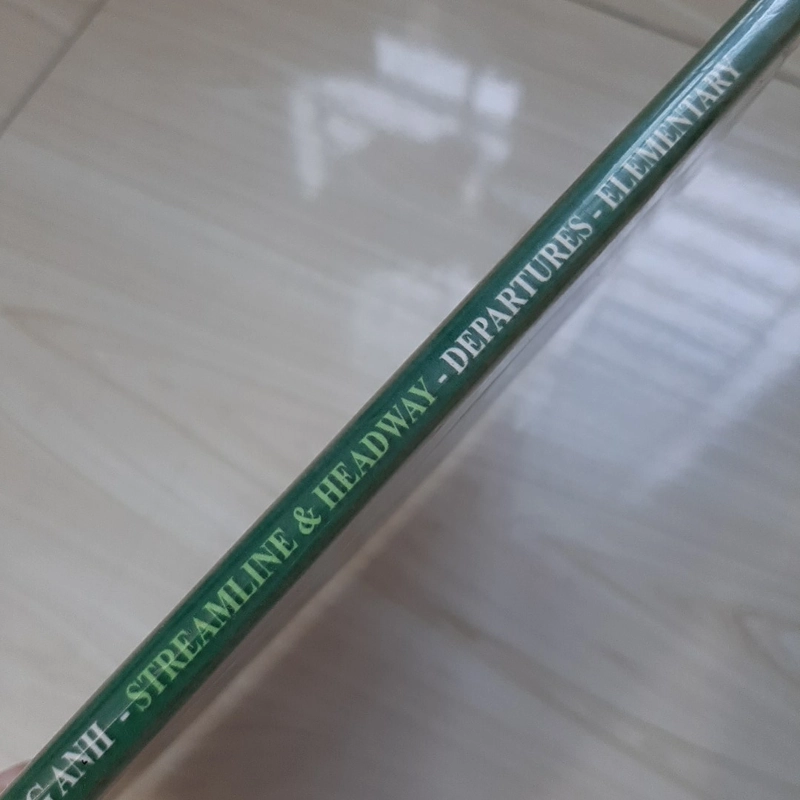 G ANH - STREAMLINE & HEADWAY - DEPARTURES - ELEMENTARY